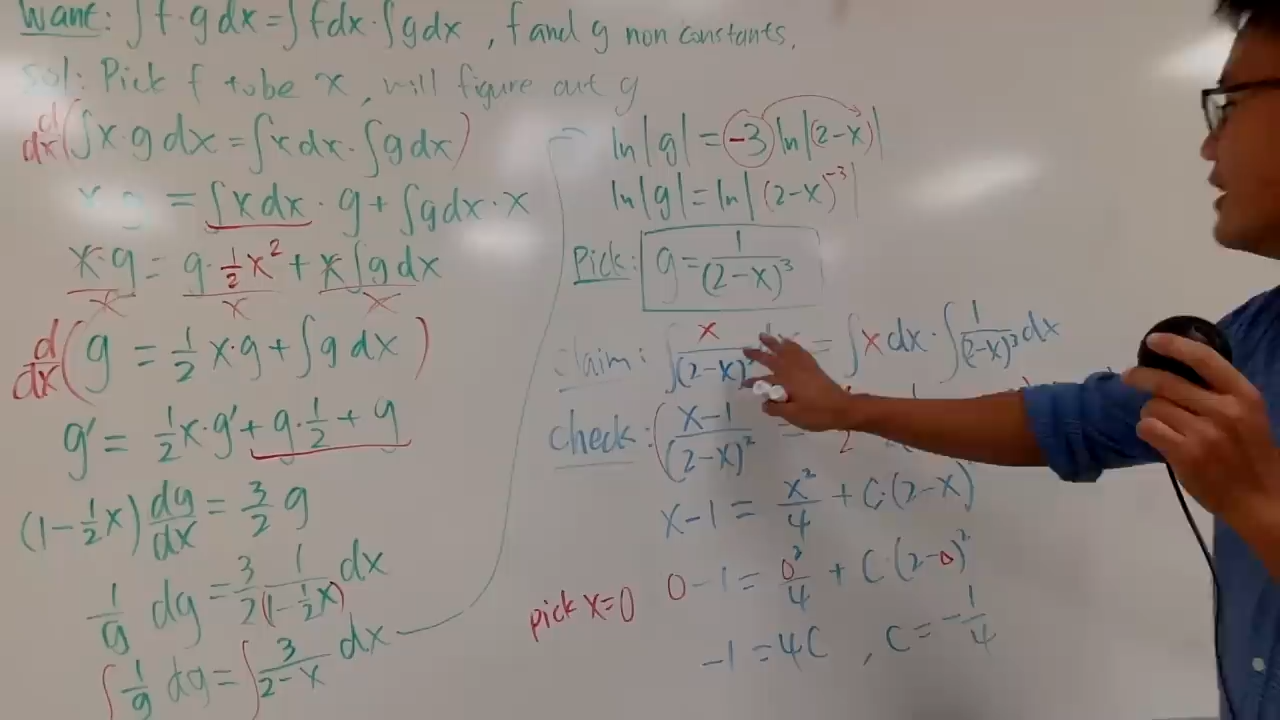 Want: ∫f·g dx = ∫f dx · ∫g dx , f and g non constants.
sol: Pick f to be x , will figure out g
d/dx (∫x·g dx = ∫x dx · ∫g dx)
x g = ∫x dx · g + ∫g dx · x
x·g/x = g·½x²/x + x∫g dx/x
d/dx (g = ½ x·g + ∫g dx)
g' = ½x·g' + g·½ + g
(1 - ½x) dg/dx = 3/2 g
1/g dg = 3/2 1/(1-½x) dx
∫ 1/g dg = ∫ 3/(2-x) dx
ln|g| = -3 ln|(2-x)|
ln|g| = ln|(2-x)⁻³|
Pick: g = 1/(2-x)³
Claim: ∫ x/(2-x) = ∫x dx · ∫ 1/(2-x)³ dx
Check: ( x-1/(2-x)² = 2
x-1 = x²/4 + C·(2-x)
pick x=0
0-1 = 0²/4 + C·(2-0)²
-1 = 4C , C = -1/4